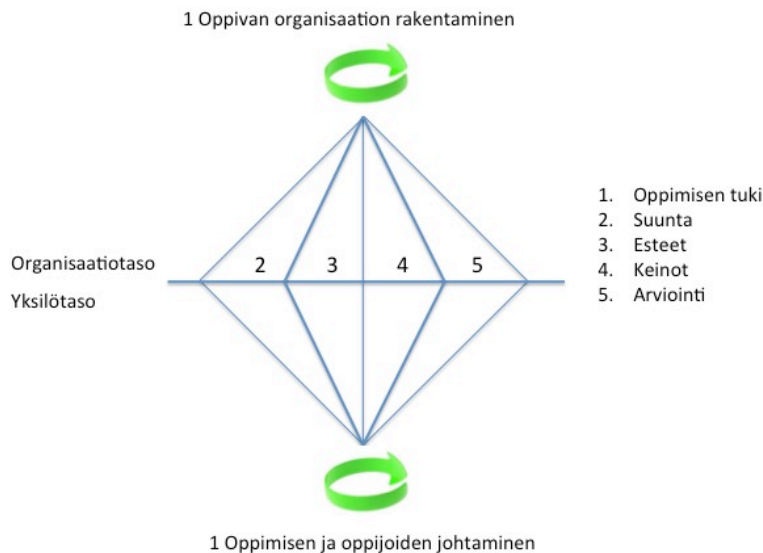 1 Oppivan organisaation rakentaminen
Organisaatiotaso
Yksilötaso
2 3 4 5
1. Oppimisen tuki
2. Suunta
3. Esteet
4. Keinot
5. Arviointi
1 Oppimisen ja oppijoiden johtaminen